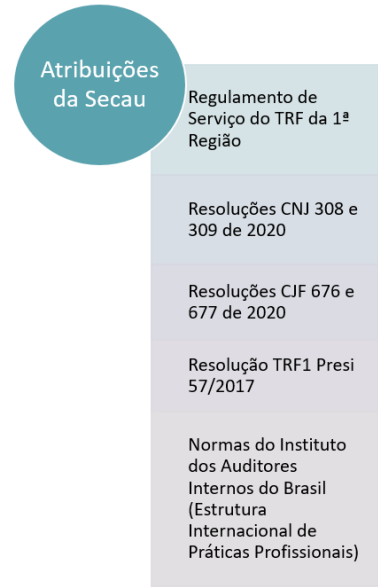 Atribuições
da Secau
Regulamento de
Serviço do TRF da 1ª
Região
Resoluções CNJ 308 e
309 de 2020
Resoluções CJF 676 e
677 de 2020
Resolução TRF1 Presi
57/2017
Normas do Instituto
dos Auditores
Internos do Brasil
(Estrutura
Internacional de
Práticas Profissionais)